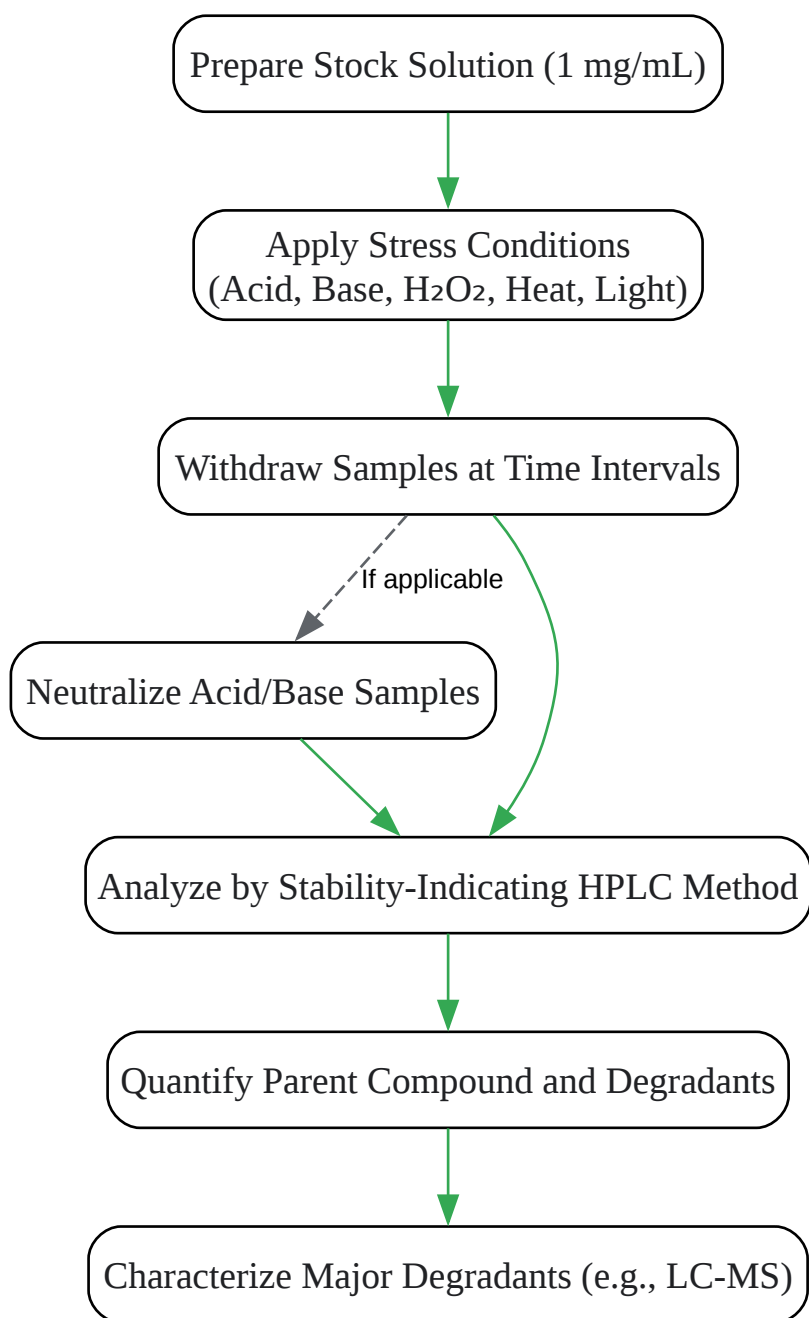 Prepare Stock Solution (1 mg/mL)
Apply Stress Conditions
(Acid, Base, H₂O₂, Heat, Light)
Withdraw Samples at Time Intervals
If applicable
Neutralize Acid/Base Samples
Analyze by Stability-Indicating HPLC Method
Quantify Parent Compound and Degradants
Characterize Major Degradants (e.g., LC-MS)